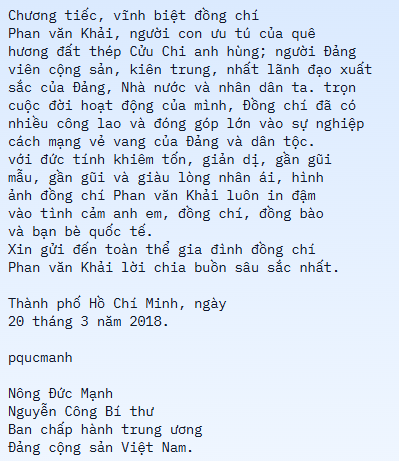 Chương tiếc, vĩnh biệt đồng chí
Phan văn Khải, người con ưu tú của quê
hương đất thép Cửu Chi anh hùng; người Đảng
viên cộng sản, kiên trung, nhất lãnh đạo xuất
sắc của Đảng, Nhà nước và nhân dân ta. trọn
cuộc đời hoạt động của mình, Đồng chí đã có
nhiều công lao và đóng góp lớn vào sự nghiệp
cách mạng vẻ vang của Đảng và dân tộc.
với đức tính khiêm tốn, giản dị, gần gũi
mẫu, gần gũi và giàu lòng nhân ái, hình
ảnh đồng chí Phan văn Khải luôn in đậm
vào tình cảm anh em, đồng chí, đồng bào
và bạn bè quốc tế.
Xin gửi đến toàn thể gia đình đồng chí
Phan văn Khải lời chia buồn sâu sắc nhất.

Thành phố Hồ Chí Minh, ngày
20 tháng 3 năm 2018.

pqucmanh

Nông Đức Mạnh
Nguyễn Công Bí thư
Ban chấp hành trung ương
Đảng cộng sản Việt Nam.